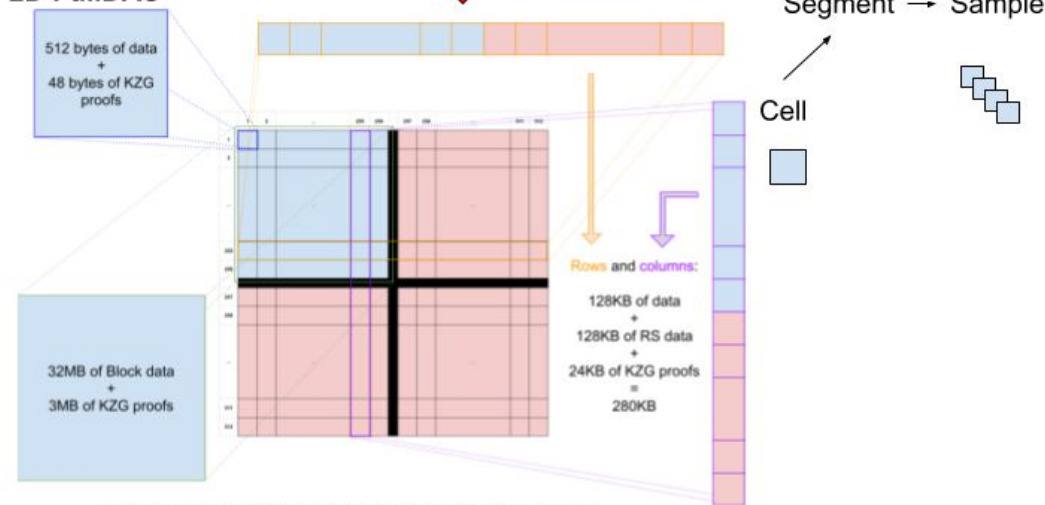 Segment → Sample
512 bytes of data
+
48 bytes of KZG
proofs
Cell
Rows and columns:
128KB of data
+
128KB of RS data
+
24KB of KZG proofs
=
280KB
32MB of Block data
+
3MB of KZG proofs